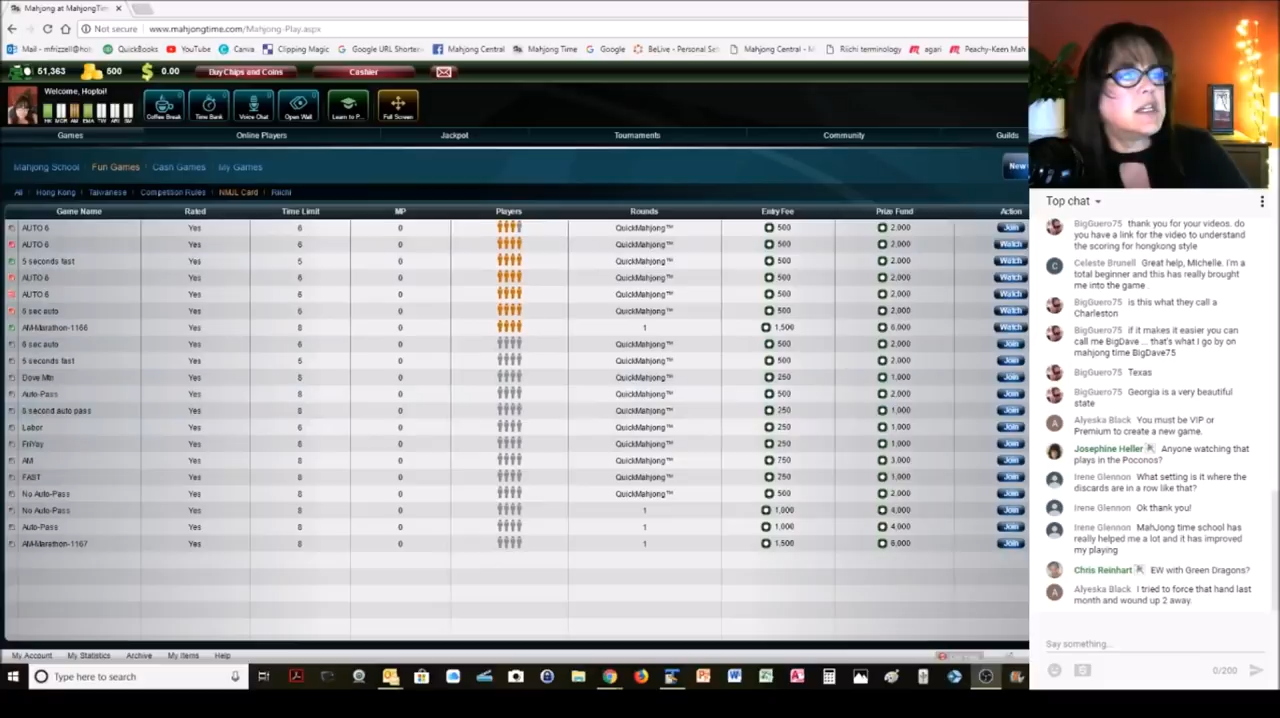 Mahjong at MahjongTim
Not secure www.mahjongtime.com/Mahjong-Play.aspx
Mail - mfrizzell@ho QuickBooks YouTube Canva Clipping Magic Google URL Shorten Mahjong Central Mahjong Time Google BeLive - Personal Se Mahjong Central - M Riichi terminology agari Peachy-Keen Mah
51,363 500 0.00 Buy Chips and Coins Cashier
Welcome, Hoptoi!
Coffee Break Time Bank Voice Chat Open Wall Learn to P... Full Screen
Games Online Players Jackpot Tournaments Community Guilds
Mahjong School Fun Games Cash Games My Games New
All Hong Kong Taiwanese Competition Rules NMJL Card Riichi
Game Name Rated Time Limit MP Players Rounds Entry Fee Prize Fund Action
AUTO 6 Yes 6 0 QuickMahjong™ 500 2,000 Join
AUTO 6 Yes 6 0 QuickMahjong™ 500 2,000 Watch
5 seconds fast Yes 5 0 QuickMahjong™ 500 2,000 Watch
AUTO 6 Yes 6 0 QuickMahjong™ 500 2,000 Watch
AUTO 6 Yes 6 0 QuickMahjong™ 500 2,000 Watch
6 sec auto Yes 6 0 QuickMahjong™ 500 2,000 Watch
AM-Marathon-1166 Yes 8 0 1 1,500 6,000 Watch
6 sec auto Yes 6 0 QuickMahjong™ 500 2,000 Join
5 seconds fast Yes 5 0 QuickMahjong™ 500 2,000 Join
Dove Mtn Yes 8 0 QuickMahjong™ 250 1,000 Join
Auto-Pass Yes 8 0 QuickMahjong™ 500 2,000 Join
6 second auto pass Yes 6 0 QuickMahjong™ 250 1,000 Join
Labor Yes 6 0 QuickMahjong™ 250 1,000 Join
FriYay Yes 8 0 QuickMahjong™ 250 1,000 Join
AM Yes 8 0 QuickMahjong™ 750 3,000 Join
FAST Yes 8 0 QuickMahjong™ 250 1,000 Join
No Auto-Pass Yes 8 0 QuickMahjong™ 500 2,000 Join
No Auto-Pass Yes 8 0 1 1,000 4,000 Join
Auto-Pass Yes 8 0 1 1,000 4,000 Join
AM-Marathon-1167 Yes 8 0 1 1,500 6,000 Join
My Account My Statistics Archive My Items Help
Type here to search
Top chat
BigGuero75 thank you for your videos. do
you have a link for the video to understand
the scoring for hongkong style
Celeste Brunell Great help, Michelle. I'm a
total beginner and this has really brought
me into the game .
BigGuero75 is this what they call a
Charleston
BigGuero75 if it makes it easier you can
call me BigDave ... that's what I go by on
mahjong time BigDave75
BigGuero75 Texas
BigGuero75 Georgia is a very beautiful
state
Alyeska Black You must be VIP or
Premium to create a new game.
Josephine Heller Anyone watching that
plays in the Poconos?
Irene Glennon What setting is it where the
discards are in a row like that?
Irene Glennon Ok thank you!
Irene Glennon MahJong time school has
really helped me a lot and it has improved
my playing
Chris Reinhart EW with Green Dragons?
Alyeska Black I tried to force that hand last
month and wound up 2 away.
Say something...
0/200